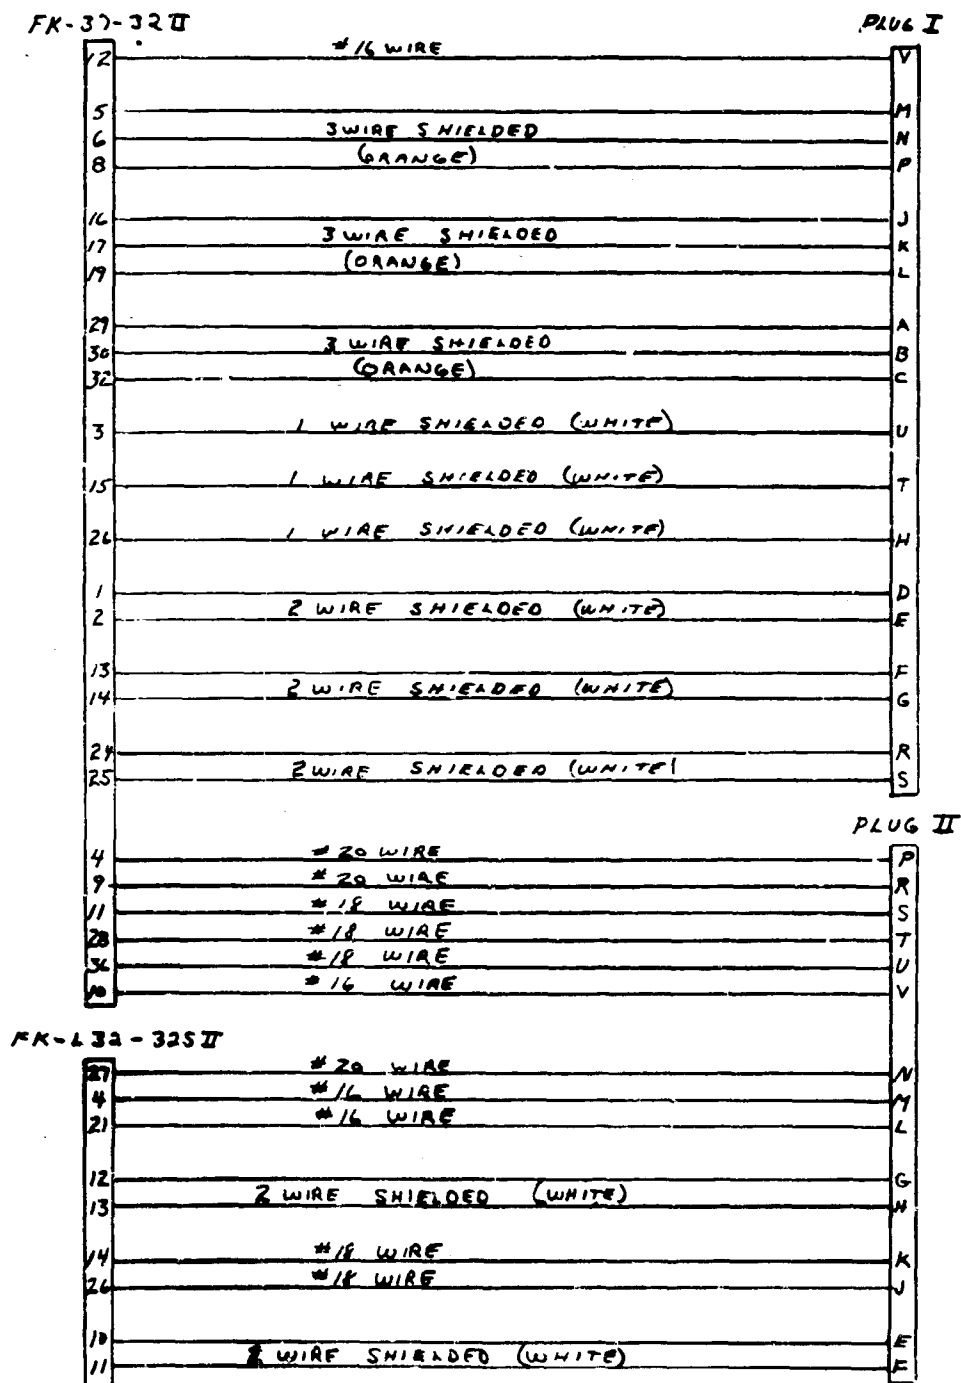 FK-37-32 II PLUG I
12 #16 WIRE V
5 M
6 3 WIRE SHIELDED N
8 (ORANGE) P
16 J
17 3 WIRE SHIELDED K
19 (ORANGE) L
29 A
30 3 WIRE SHIELDED B
32 (ORANGE) C
3 1 WIRE SHIELDED (WHITE) U
15 1 WIRE SHIELDED (WHITE) T
26 1 WIRE SHIELDED (WHITE) H
1 D
2 2 WIRE SHIELDED (WHITE) E
13 F
14 2 WIRE SHIELDED (WHITE) G
24 R
25 2 WIRE SHIELDED (WHITE) S
PLUG II
4 #20 WIRE P
9 #20 WIRE R
11 #18 WIRE S
28 #18 WIRE T
36 #18 WIRE U
10 #16 WIRE V
FK-L32-32S II
27 #20 WIRE N
4 #16 WIRE M
21 #16 WIRE L
12 G
13 2 WIRE SHIELDED (WHITE) H
14 #18 WIRE K
26 #18 WIRE J
10 E
11 WIRE SHIELDED (WHITE) F